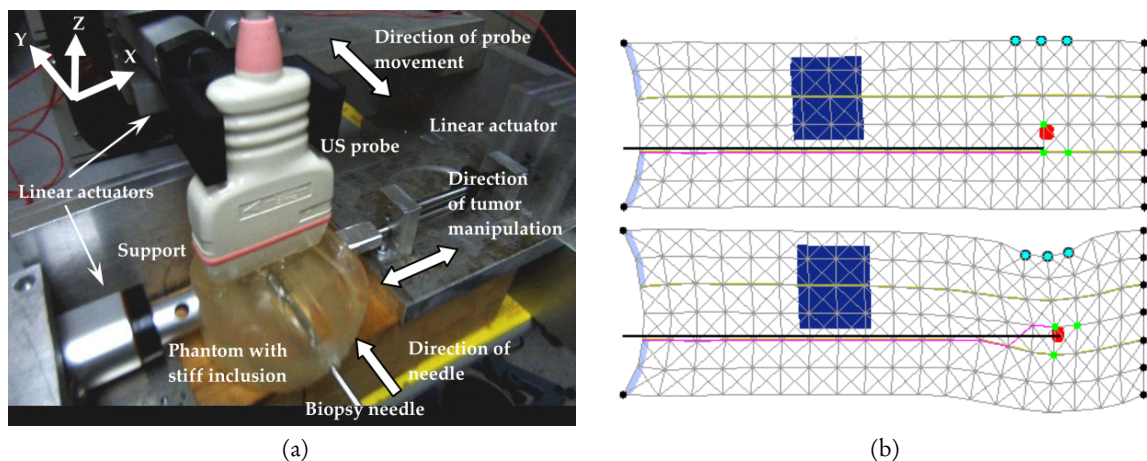 Z
Y
X
Direction of probe
movement
Linear actuator
US probe
Linear actuators
Direction
of tumor
manipulation
Support
Phantom with
stiff inclusion
Direction of
needle
Biopsy needle
(a)
(b)